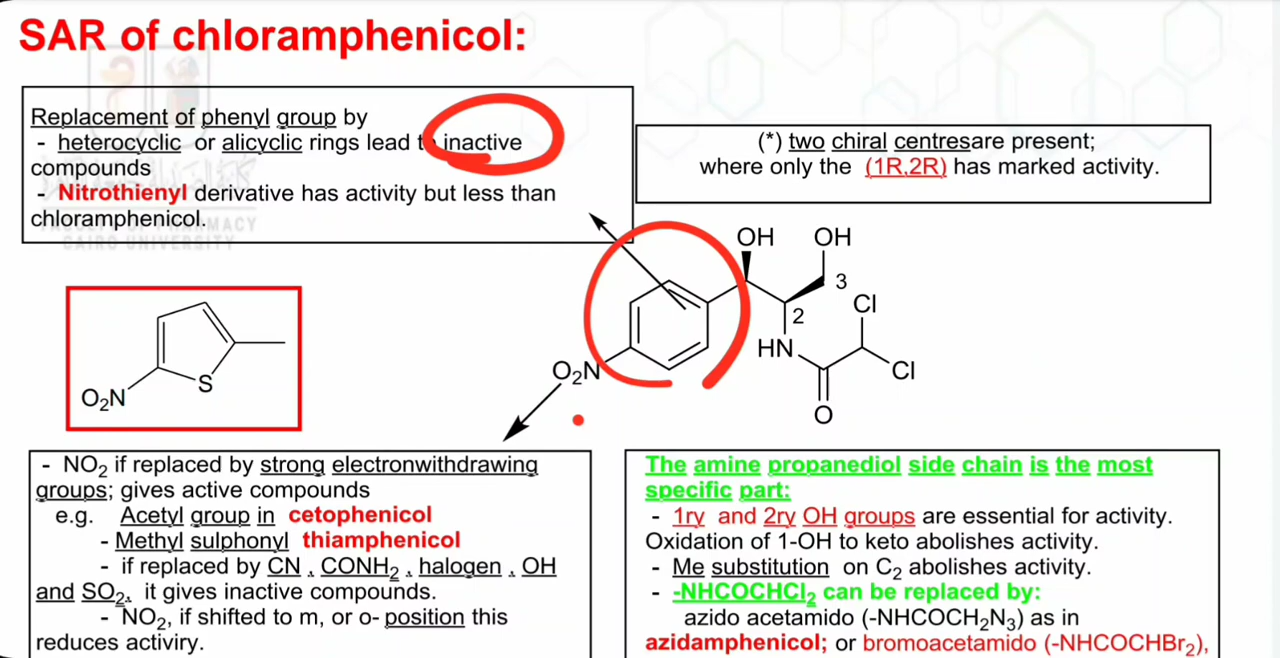 SAR of chloramphenicol:
Replacement of phenyl group by
- heterocyclic or alicyclic rings lead t inactive
compounds
- Nitrothienyl derivative has activity but less than
chloramphenicol.
FACULTY OF PHARMACY
CAIRO UNIVERSITY
(*) two chiral centresare present;
where only the (1R,2R) has marked activity.
OH OH
3
Cl
2
HN
Cl
O₂N
O
S
O₂N
- NO₂ if replaced by strong electronwithdrawing
groups; gives active compounds
e.g. Acetyl group in cetophenicol
- Methyl sulphonyl thiamphenicol
- if replaced by CN , CONH₂ , halogen , OH
and SO₂, it gives inactive compounds.
- NO₂, if shifted to m, or o- position this
reduces activiry.
The amine propanediol side chain is the most
specific part:
- 1ry and 2ry OH groups are essential for activity.
Oxidation of 1-OH to keto abolishes activity.
- Me substitution on C₂ abolishes activity.
- -NHCOCHCl₂ can be replaced by:
azido acetamido (-NHCOCH₂N₃) as in
azidamphenicol; or bromoacetamido (-NHCOCHBr₂),